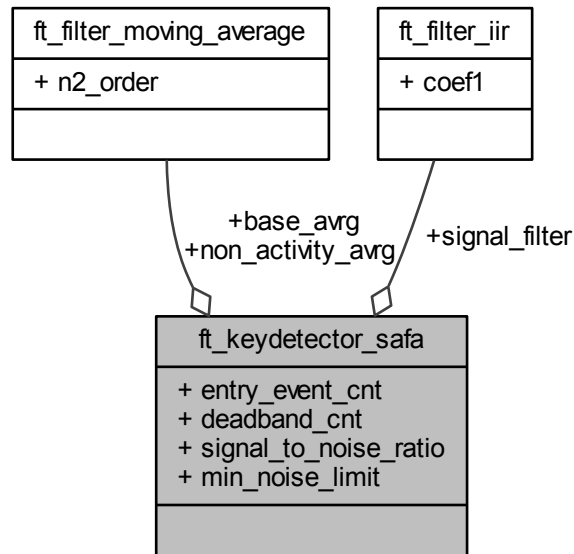 ft_filter_moving_average
+ n2_order
ft_filter_iir
+ coef1
+base_avrg
+non_activity_avrg
+signal_filter
ft_keydetector_safa
+ entry_event_cnt
+ deadband_cnt
+ signal_to_noise_ratio
+ min_noise_limit